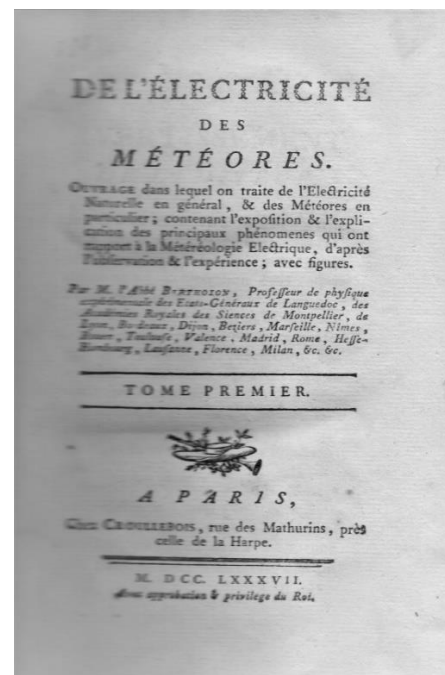 DE L'ÉLECTRICITÉ
DES
MÉTÉORES.
OUVRAGE dans lequel on traite de l'Electricité
Naturelle en général, & des Météores en
particulier; contenant l'exposition & l'expli-
cation des principaux phénomenes qui ont
rapport à la Météréologie Electrique, d'après
l'observation & l'expérience; avec figures.
Par M. l'Abbé BERTHOLON, Professeur de physique
expérimentale des Etats-Généraux de Languedoc, des
Académies Royales des Siences de Montpellier, de
Lyon, Bordeaux, Dijon, Beziers, Marseille, Nimes,
Toulouse, Valence, Madrid, Rome, Hesse-
Hombourg, Lausanne, Florence, Milan, &c. &c.
TOME PREMIER.
A PARIS,
Chez CROULLEBOIS, rue des Mathurins, près
celle de la Harpe.
M. DCC. LXXXVII.
Avec approbation & privilege du Roi.